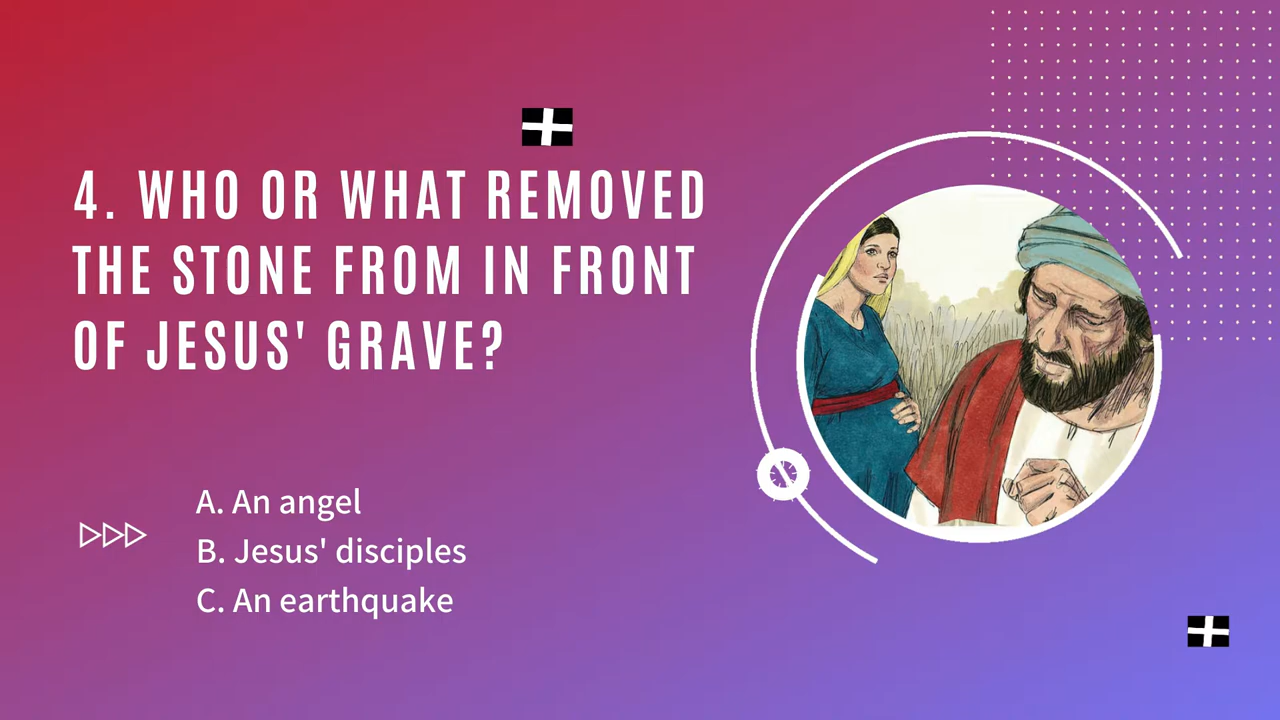 4. WHO OR WHAT REMOVED
THE STONE FROM IN FRONT
OF JESUS' GRAVE?
A. An angel
B. Jesus' disciples
C. An earthquake